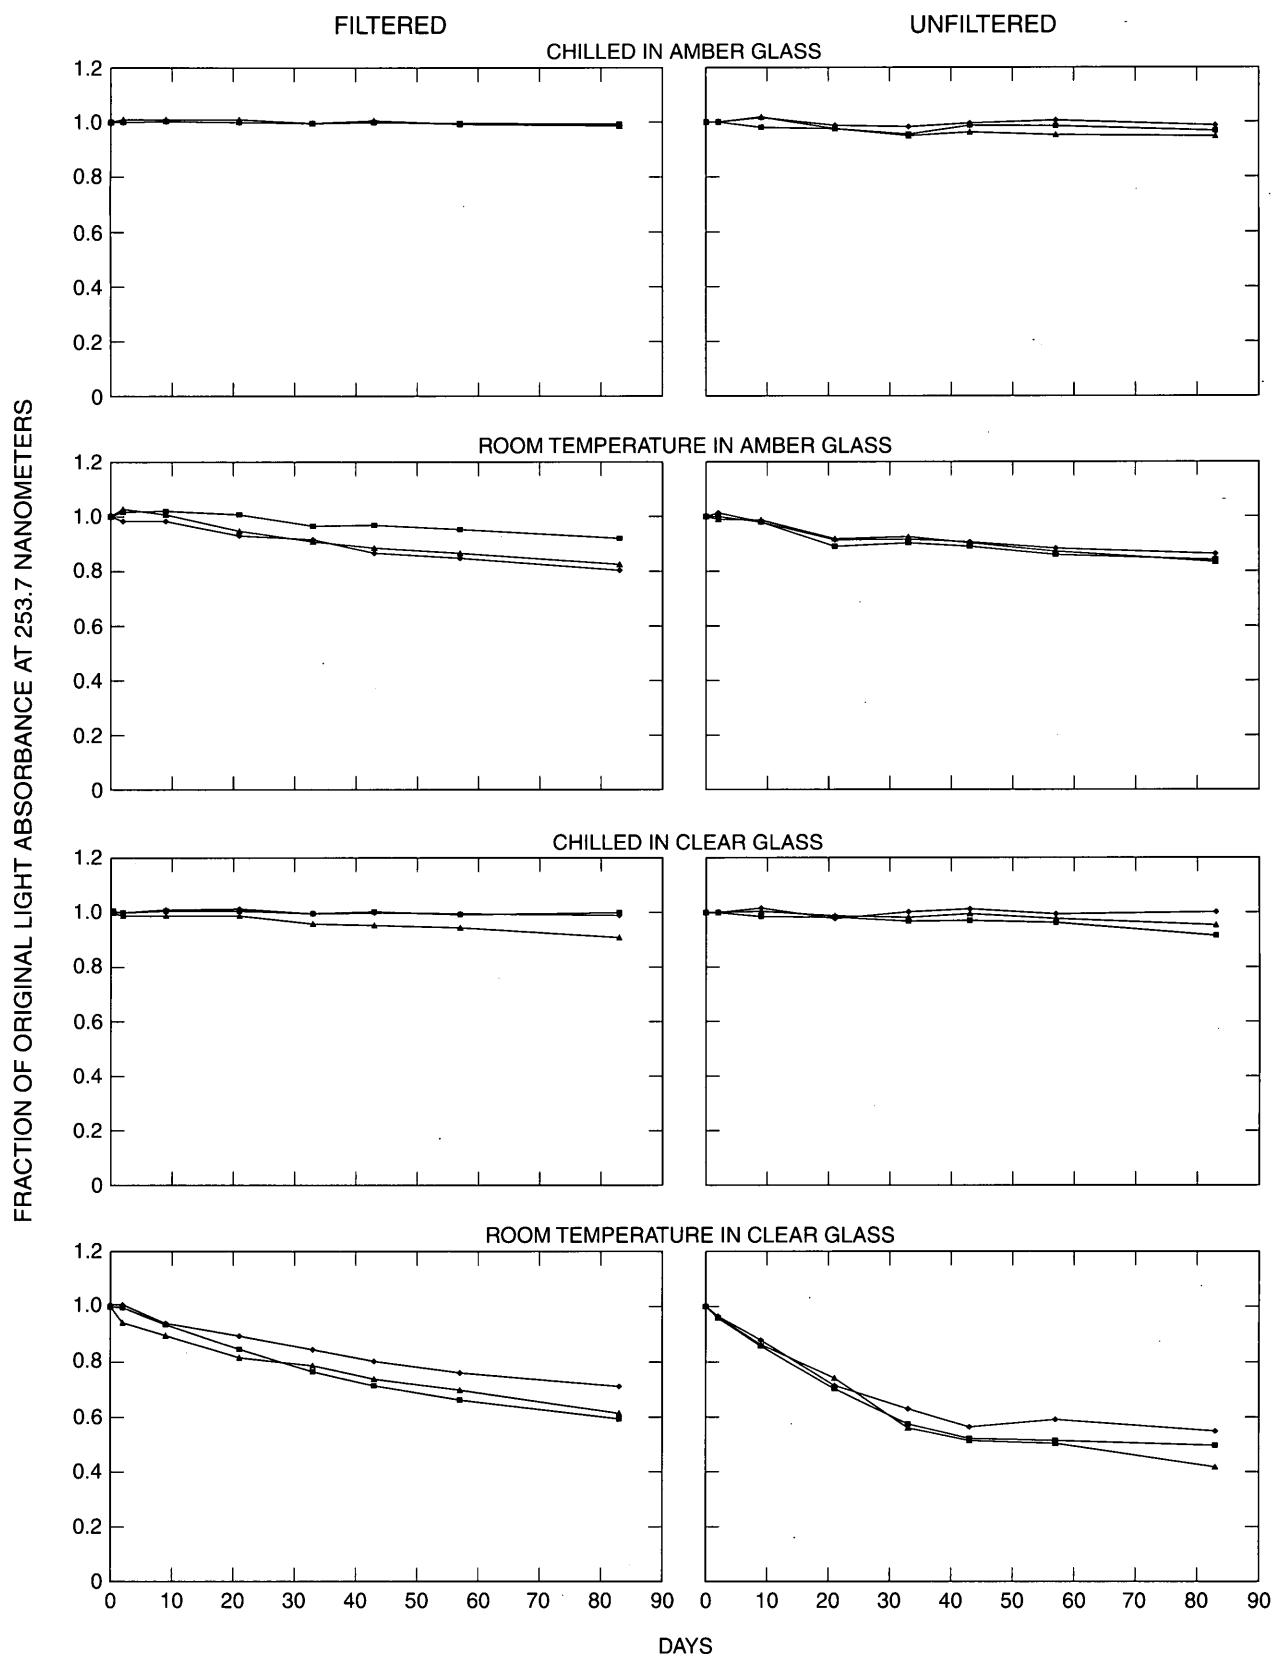 FILTERED
UNFILTERED
CHILLED IN AMBER GLASS
1.2
1.0
0.8
0.6
0.4
0.2
0
ROOM TEMPERATURE IN AMBER GLASS
1.2
1.0
0.8
0.6
0.4
0.2
0
CHILLED IN CLEAR GLASS
1.2
1.0
0.8
0.6
0.4
0.2
0
ROOM TEMPERATURE IN CLEAR GLASS
1.2
1.0
0.8
0.6
0.4
0.2
0
0 10 20 30 40 50 60 70 80 90
0 10 20 30 40 50 60 70 80 90
DAYS
FRACTION OF ORIGINAL LIGHT ABSORBANCE AT 253.7 NANOMETERS